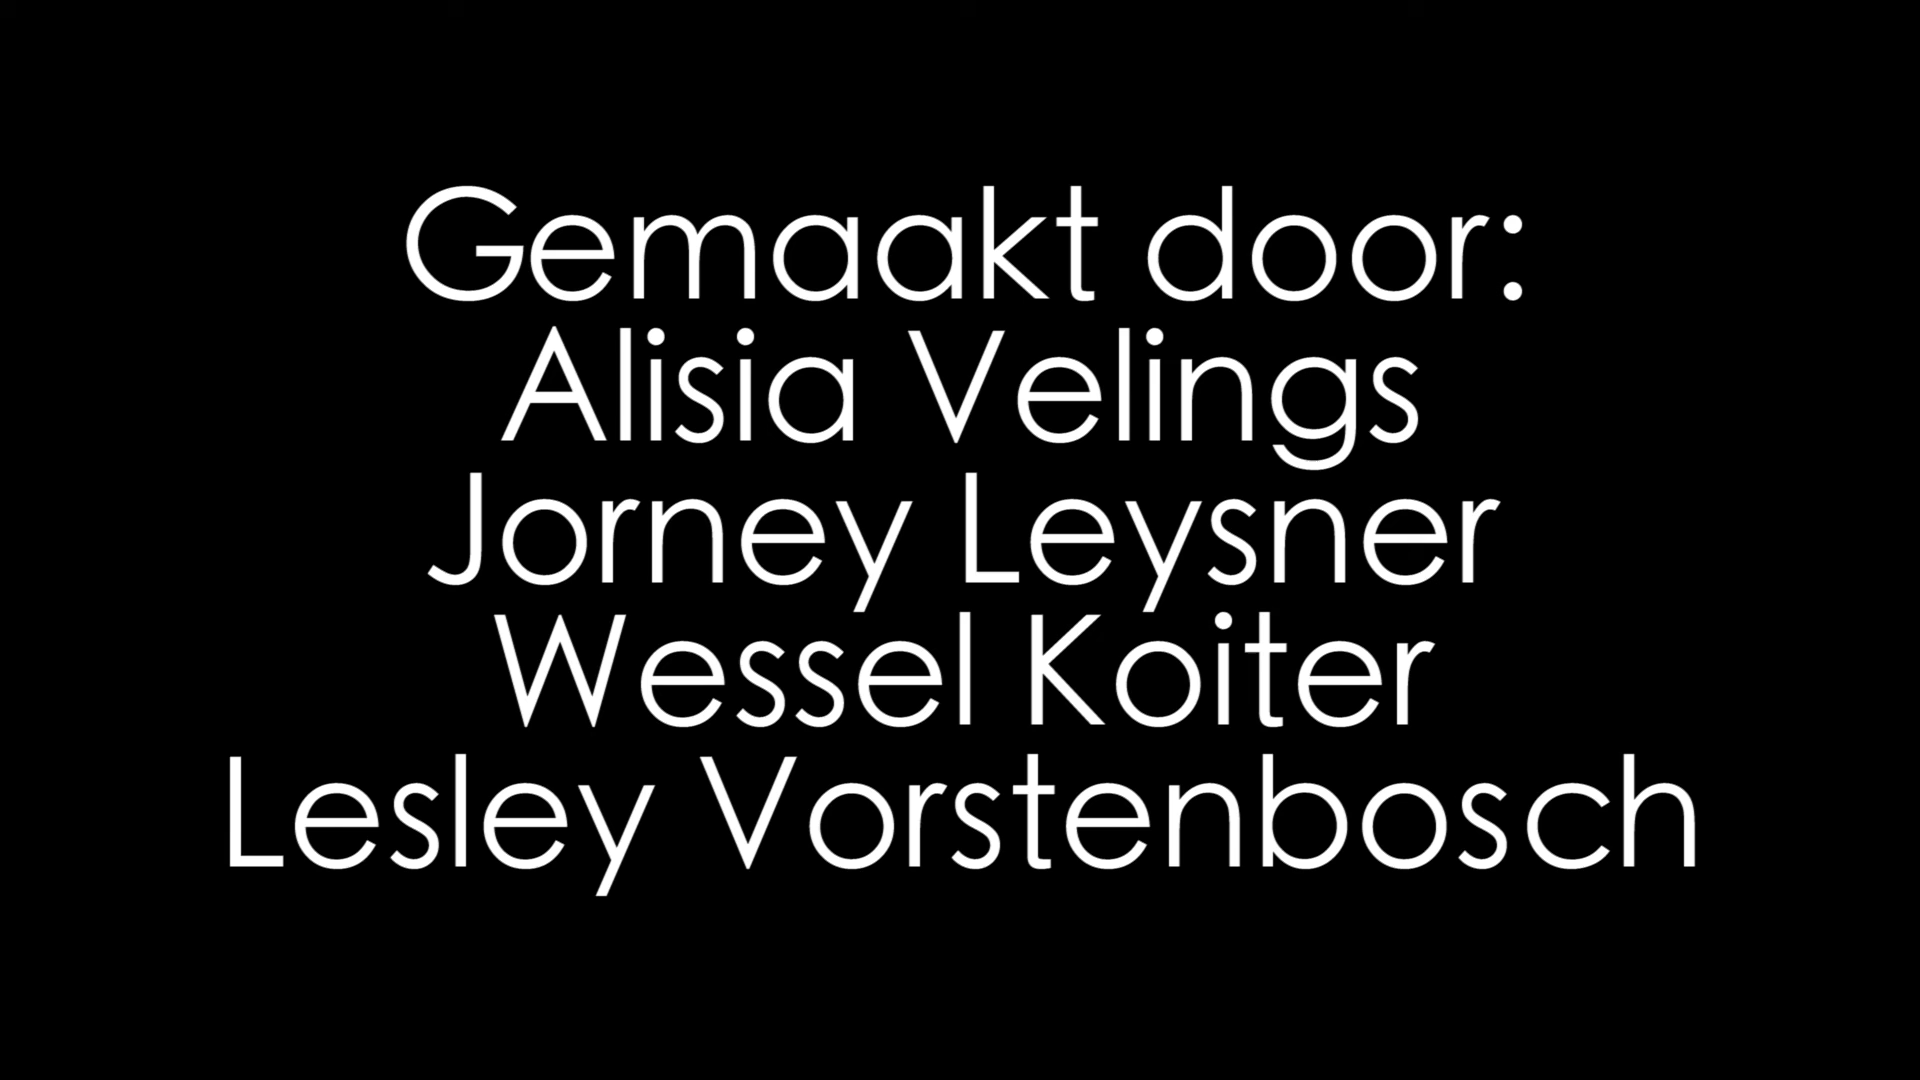 Gemaakt door:
Alisia Velings
Jorney Leysner
Wessel Koiter
Lesley Vorstenbosch